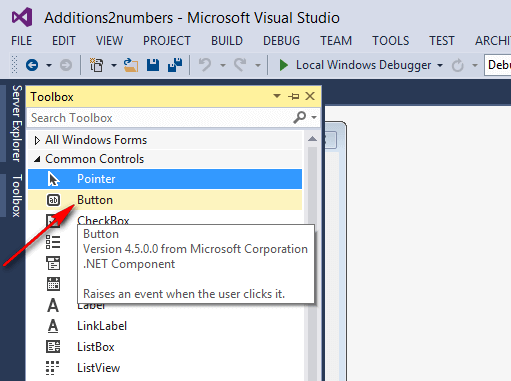 Additions2numbers - Microsoft Visual Studio
FILE EDIT VIEW PROJECT BUILD DEBUG TEAM TOOLS TEST ARCHI
Local Windows Debugger Debu
Server Explorer
Toolbox
Toolbox
Search Toolbox
All Windows Forms
Common Controls
Pointer
ab Button
CheckBox
Button
Version 4.5.0.0 from Microsoft Corporation
.NET Component
Raises an event when the user clicks it.
A Label
A LinkLabel
ListBox
ListView